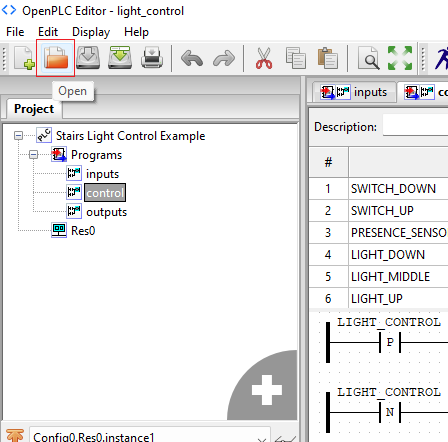 OpenPLC Editor - light_control
File Edit Display Help
Open
Project
Stairs Light Control Example
Programs
inputs
control
outputs
Res0
Config0.Res0.instance1
inputs
Description:
#
1 SWITCH_DOWN
2 SWITCH_UP
3 PRESENCE_SENSO
4 LIGHT_DOWN
5 LIGHT_MIDDLE
6 LIGHT_UP
LIGHT_CONTROL
P
LIGHT_CONTROL
N